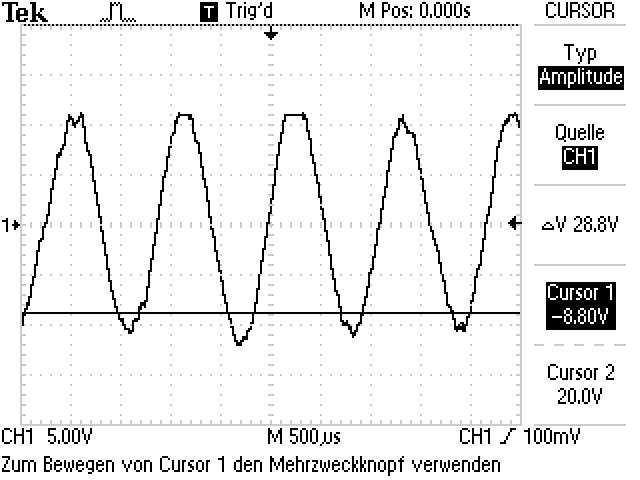 Tek T Trig'd M Pos: 0.000s CURSOR
Typ
Amplitude
Quelle
CH1
1
△V 28.8V
Cursor 1
-8.80V
Cursor 2
20.0V
CH1 5.00V M 500µs CH1 100mV
Zum Bewegen von Cursor 1 den Mehrzweckknopf verwenden